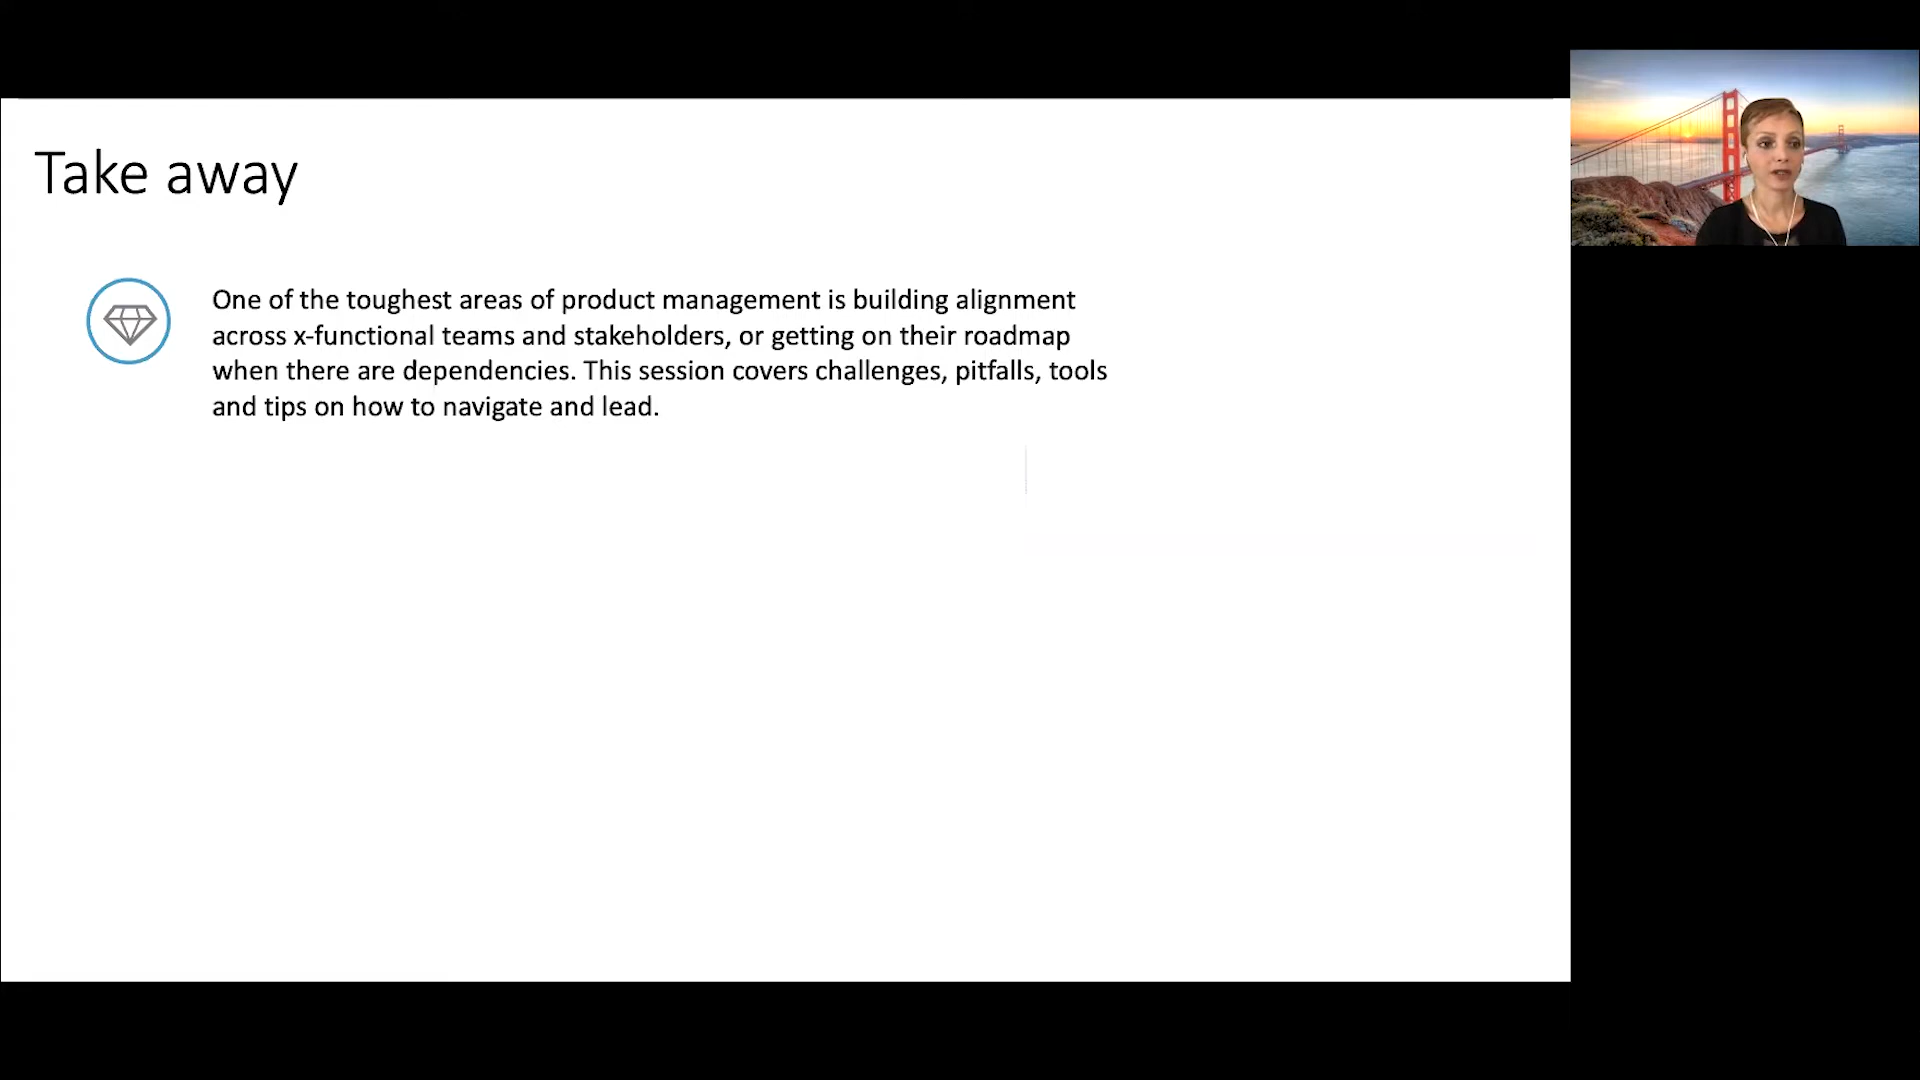 Take away
One of the toughest areas of product management is building alignment
across x-functional teams and stakeholders, or getting on their roadmap
when there are dependencies. This session covers challenges, pitfalls, tools
and tips on how to navigate and lead.